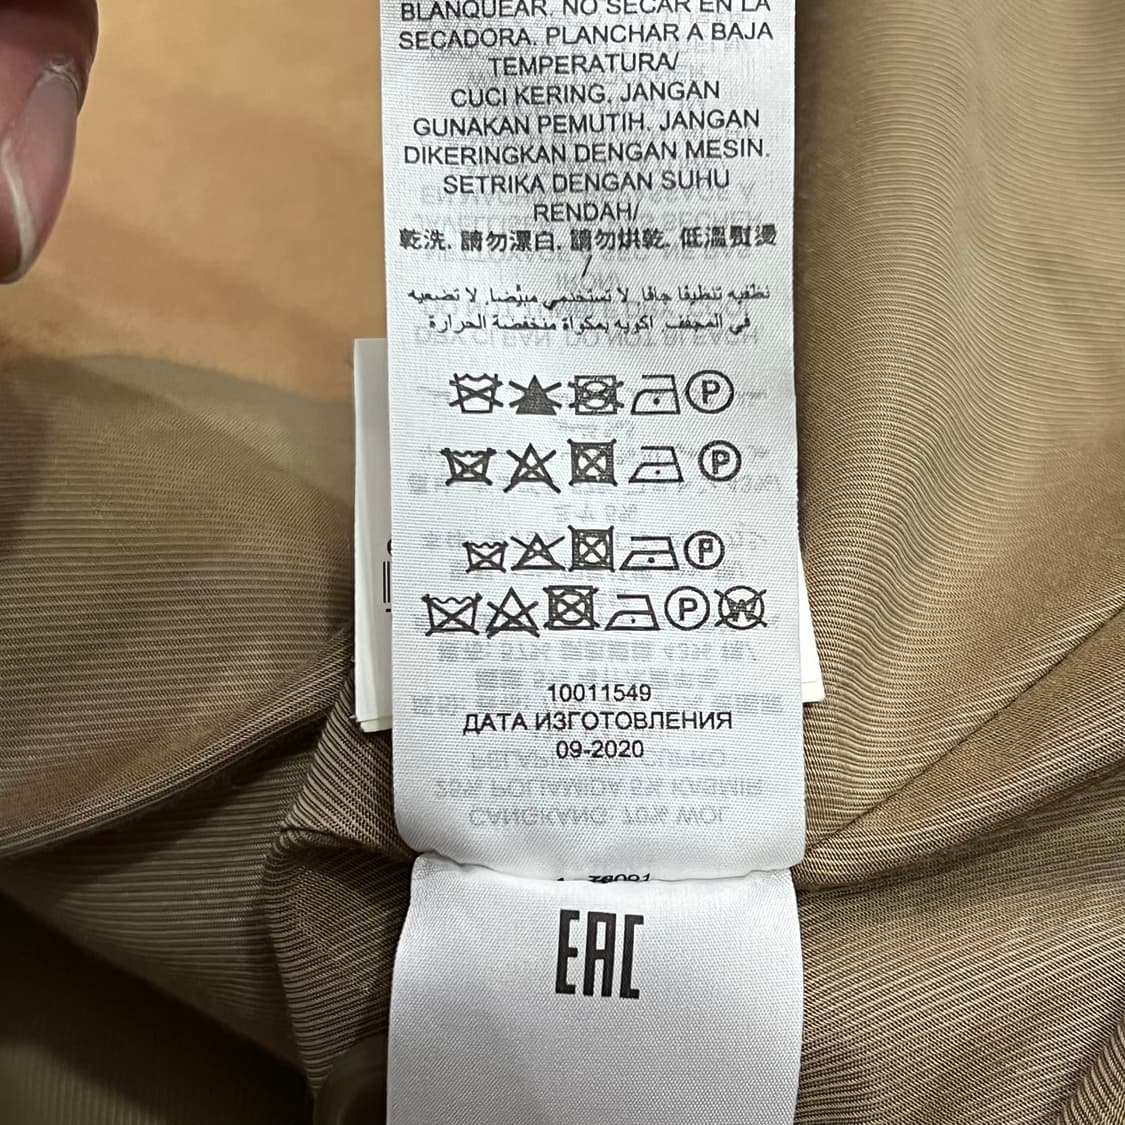 BLANQUEAR. NO SECAR EN LA
SECADORA. PLANCHAR A BAJA
TEMPERATURA/
CUCI KERING. JANGAN
GUNAKAN PEMUTIH. JANGAN
DIKERINGKAN DENGAN MESIN.
SETRIKA DENGAN SUHU
RENDAH/
乾洗. 請勿漂白. 請勿烘乾. 低溫熨燙
/
نظفيه تنظيفا جافا. لا تستخدمي مبيضا. لا تضعيه
في المجفف. اكويه بمكواة منخفضة الحرارة
P
P
P
P W
10011549
ДАТА ИЗГОТОВЛЕНИЯ
09-2020
EAC